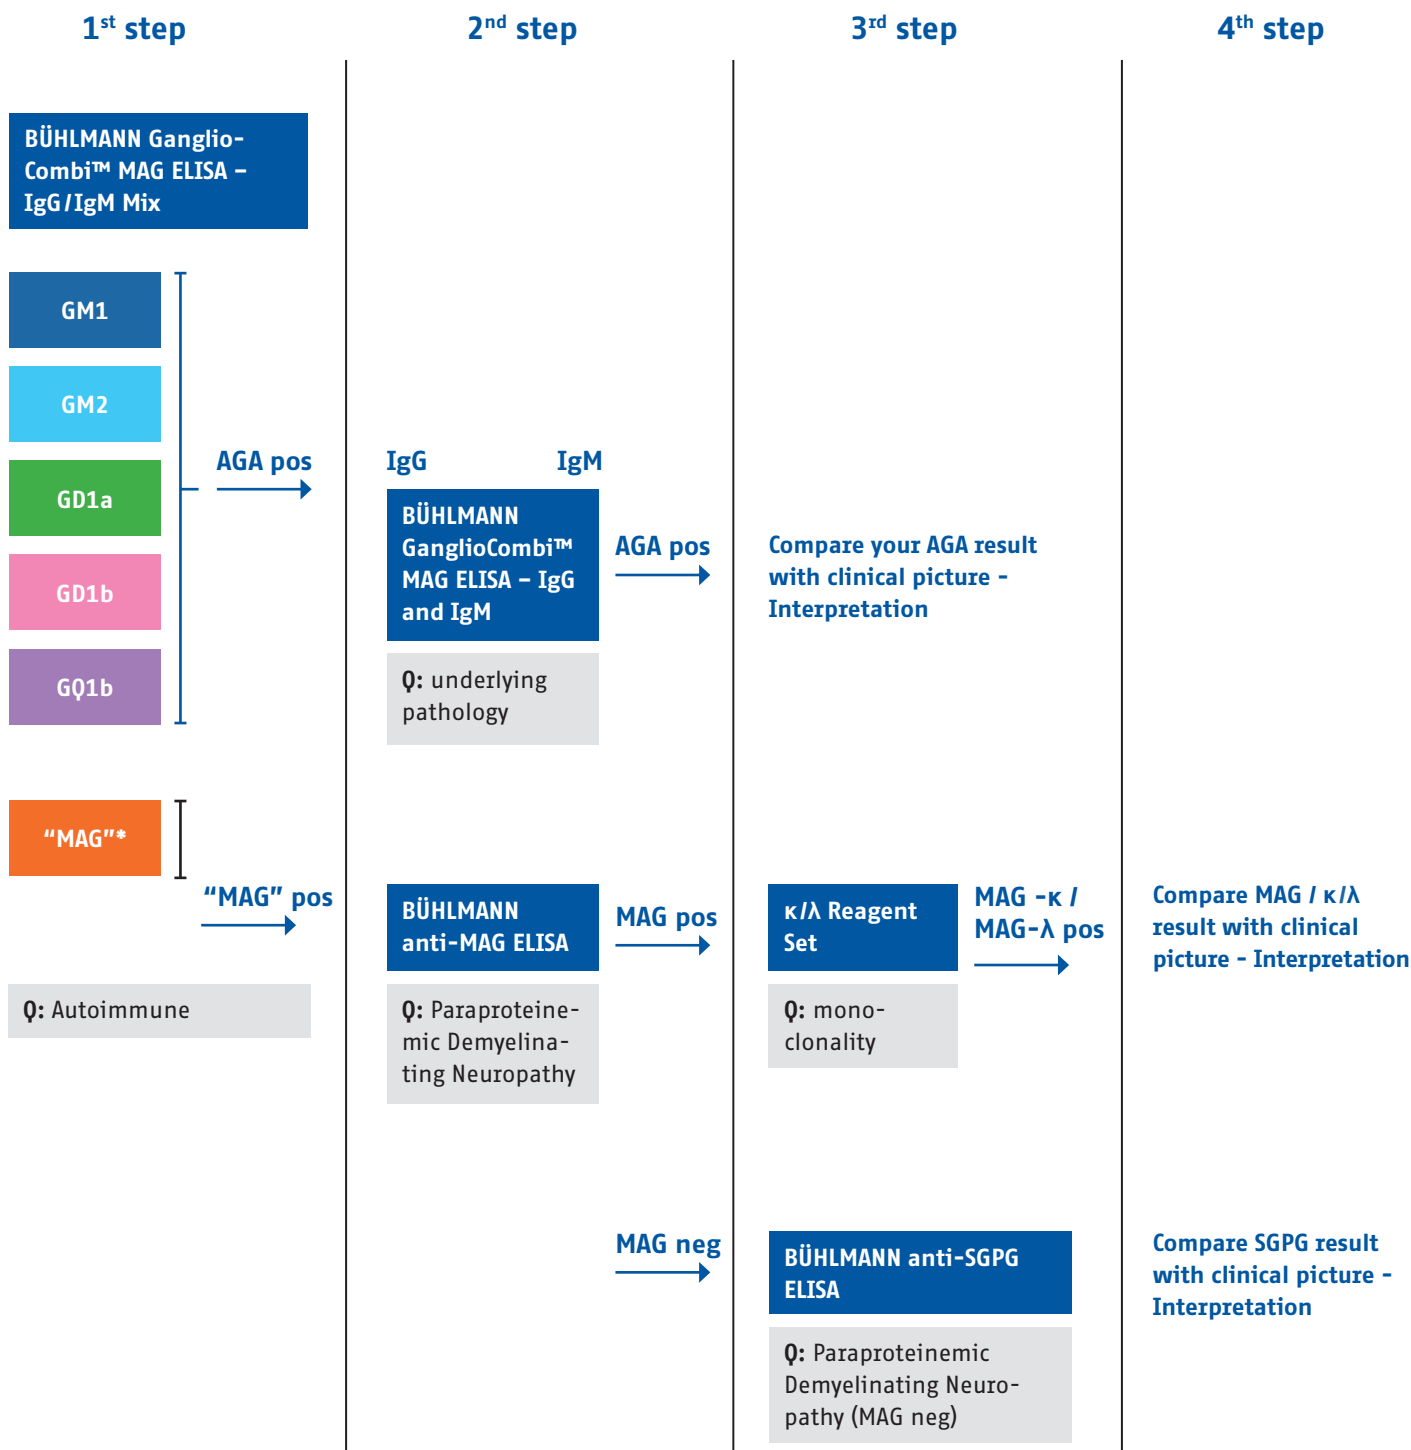 1st step
2nd step
3rd step
4th step
BÜHLMANN Ganglio-
Combi™ MAG ELISA –
IgG/IgM Mix
GM1
GM2
GD1a
GD1b
GQ1b
AGA pos
IgG
IgM
BÜHLMANN
GanglioCombi™
MAG ELISA – IgG
and IgM
Q: underlying
pathology
AGA pos
Compare your AGA result
with clinical picture -
Interpretation
“MAG”*
“MAG” pos
Q: Autoimmune
BÜHLMANN
anti-MAG ELISA
Q: Paraproteine-
mic Demyelina-
ting Neuropathy
MAG pos
κ/λ Reagent
Set
Q: mono-
clonality
MAG -κ /
MAG-λ pos
Compare MAG / κ/λ
result with clinical
picture - Interpretation
MAG neg
BÜHLMANN anti-SGPG
ELISA
Q: Paraproteinemic
Demyelinating Neuro-
pathy (MAG neg)
Compare SGPG result
with clinical picture -
Interpretation